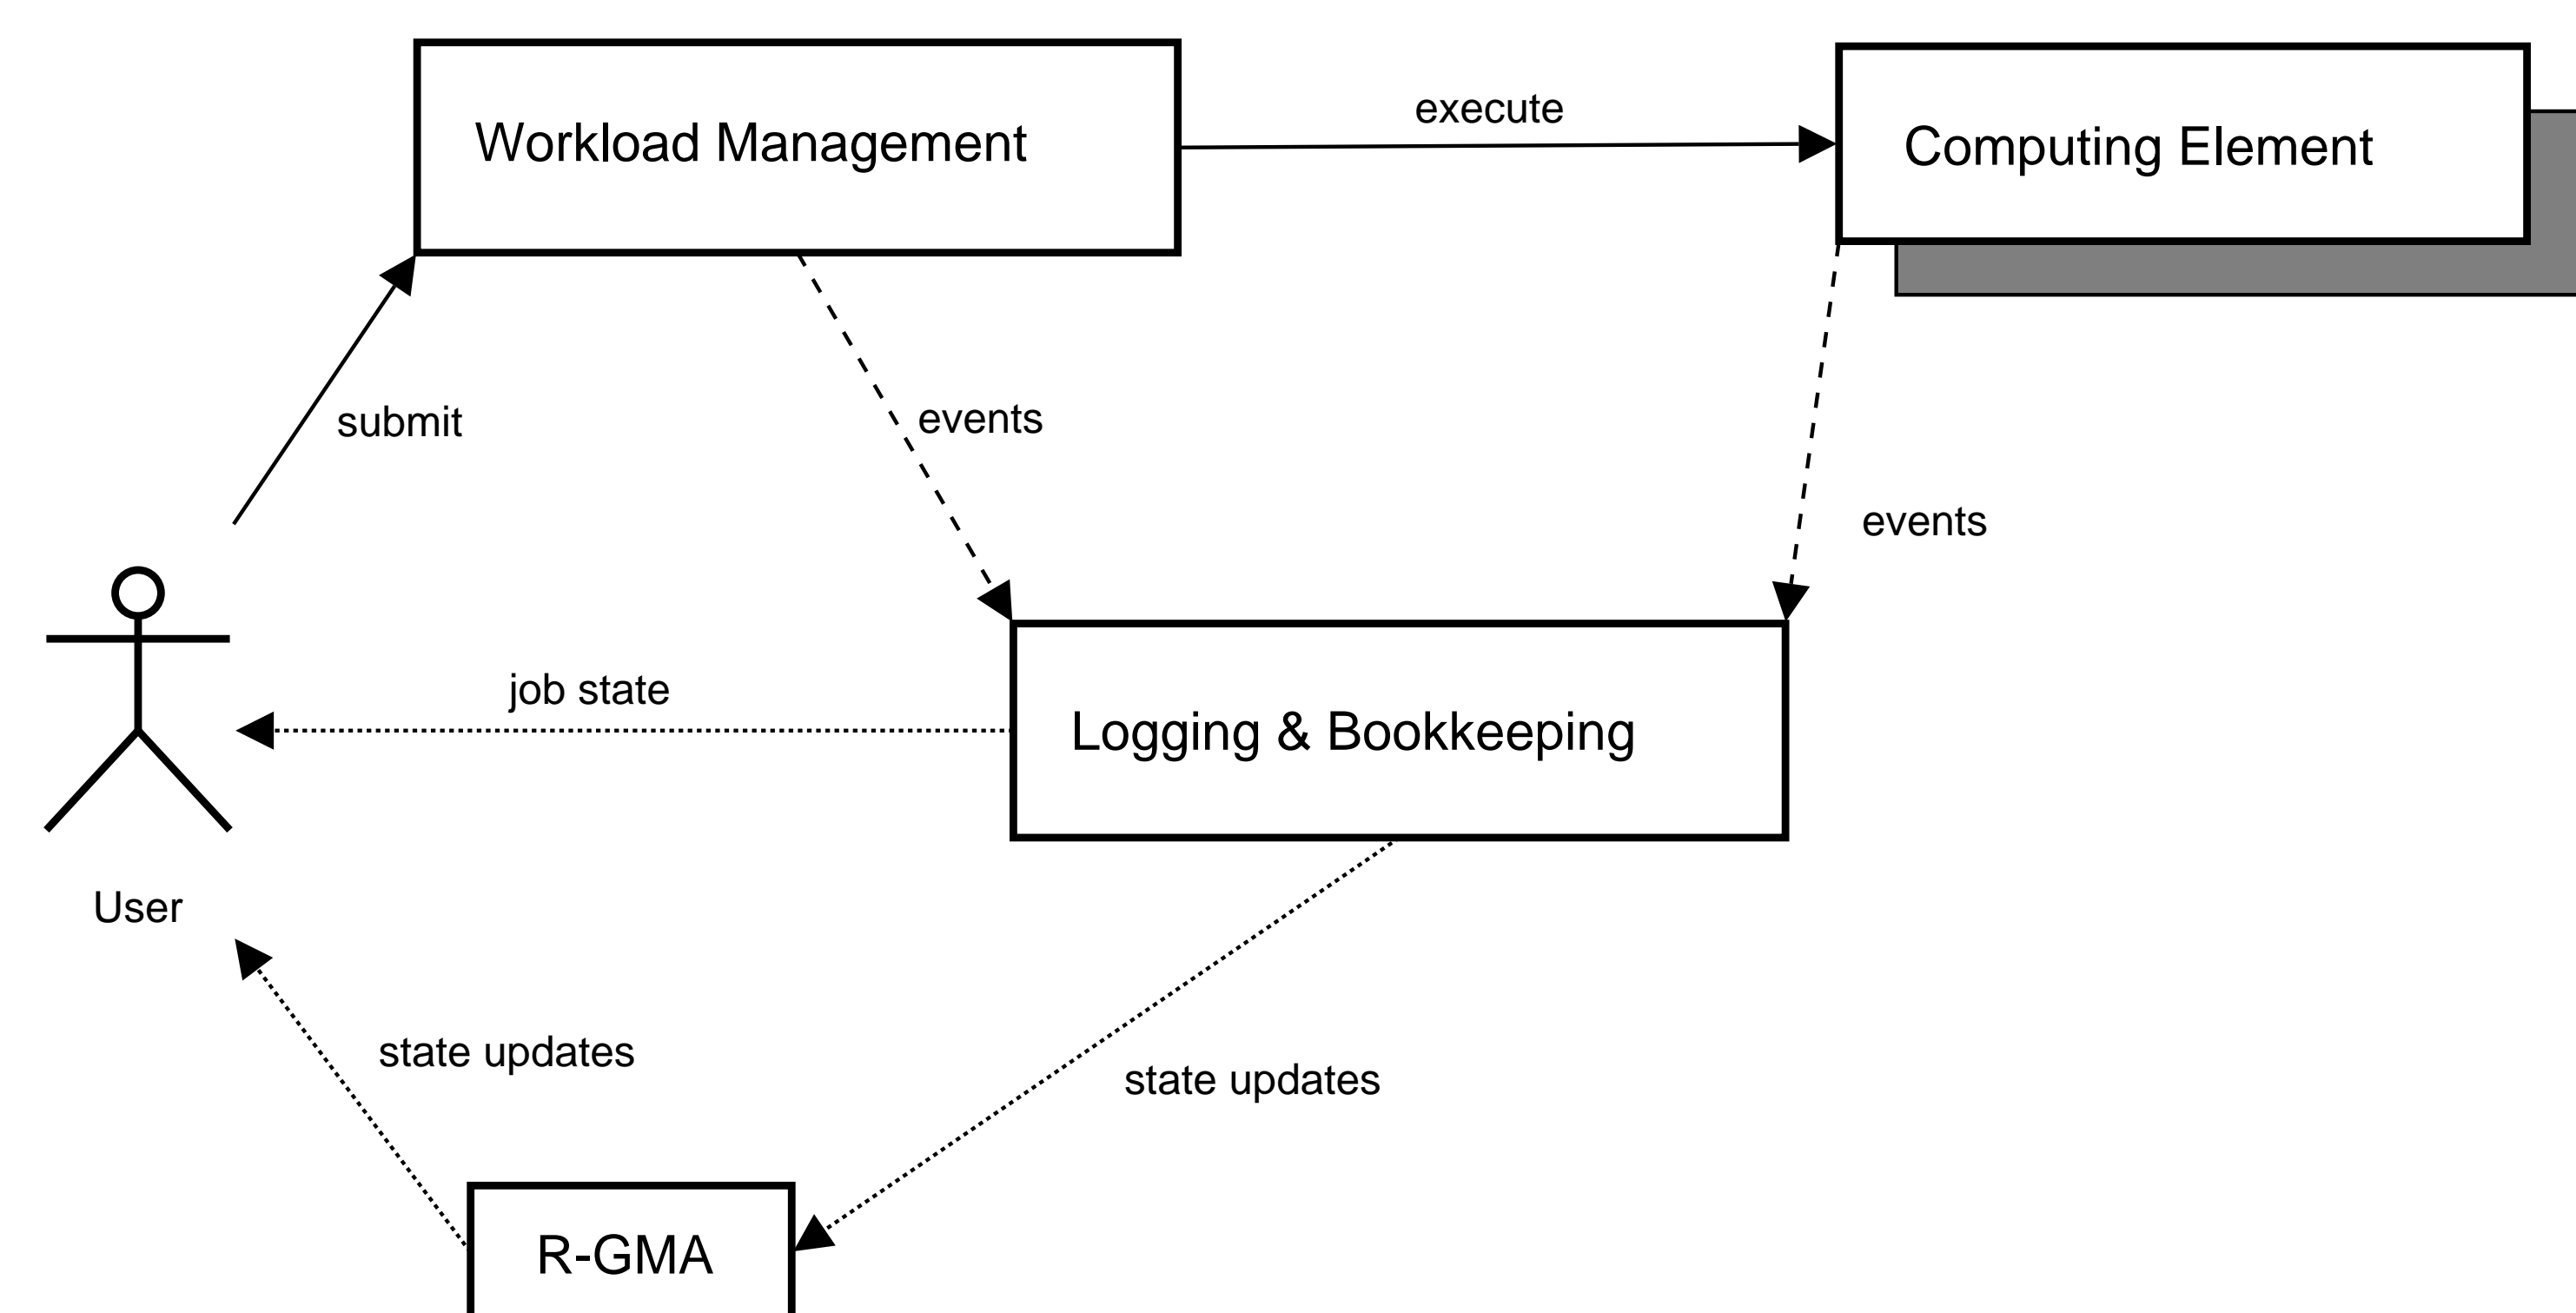 Workload Management
execute
Computing Element
submit
events
events
job state
Logging & Bookkeeping
User
state updates
state updates
R-GMA